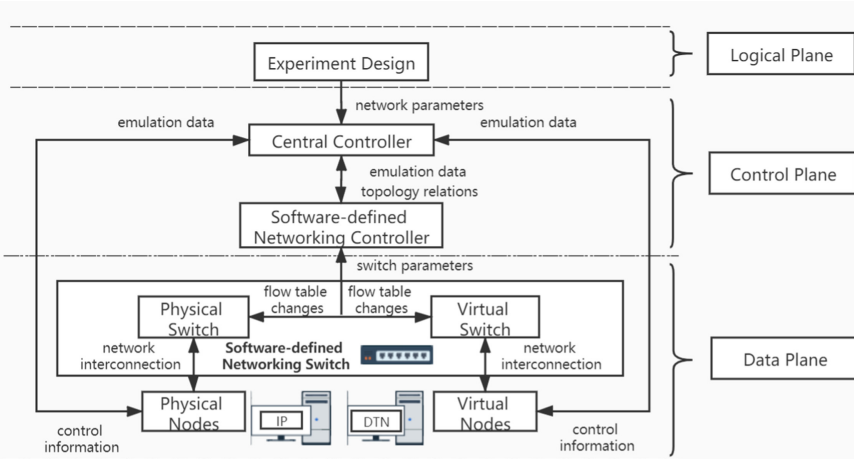 Experiment Design
Logical Plane
network parameters
emulation data
emulation data
Central Controller
emulation data
topology relations
Control Plane
Software-defined
Networking Controller
switch parameters
flow table
changes
flow table
changes
Physical
Switch
Virtual
Switch
network
interconnection
Software-defined
Networking Switch
network
interconnection
Data Plane
Physical
Nodes
IP
DTN
Virtual
Nodes
control
information
control
information